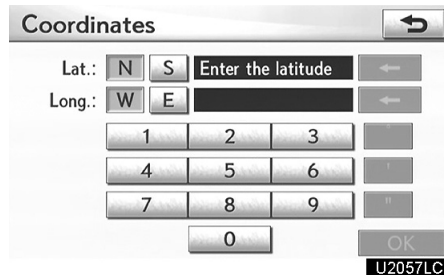 Coordinates
Lat.: N S Enter the latitude
Long.: W E
1 2 3 °
4 5 6 '
7 8 9 "
0 OK
U2057LC